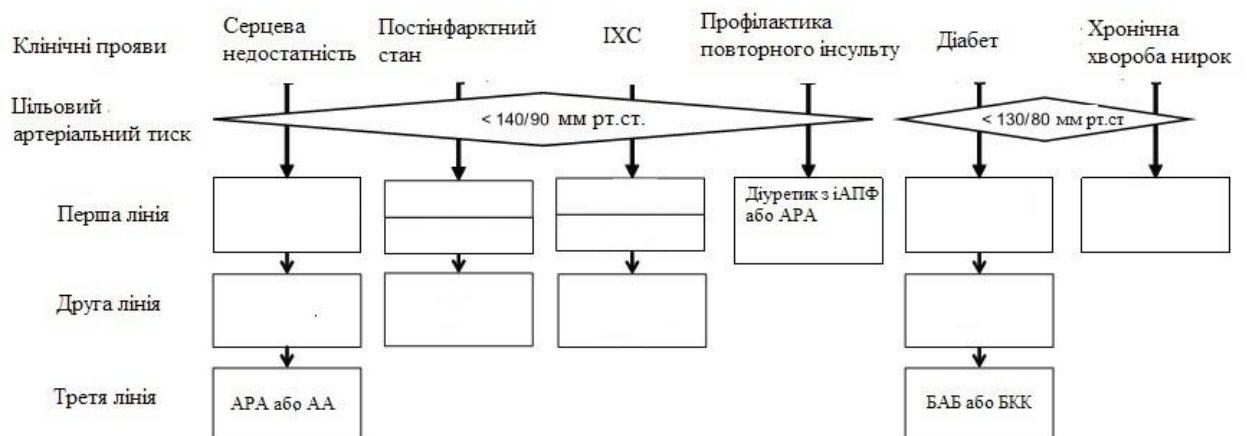 Клінічні прояви
Серцева
недостатність
Постінфарктний
стан
ІХС
Профілактика
повторного інсульту
Діабет
Хронічна
хвороба нирок
Цільовий
артеріальний тиск
< 140/90 мм рт.ст.
< 130/80 мм рт.ст
Перша лінія
Діуретик з іАПФ
або АРА
Друга лінія
Третя лінія
АРА або АА
БАБ або БКК